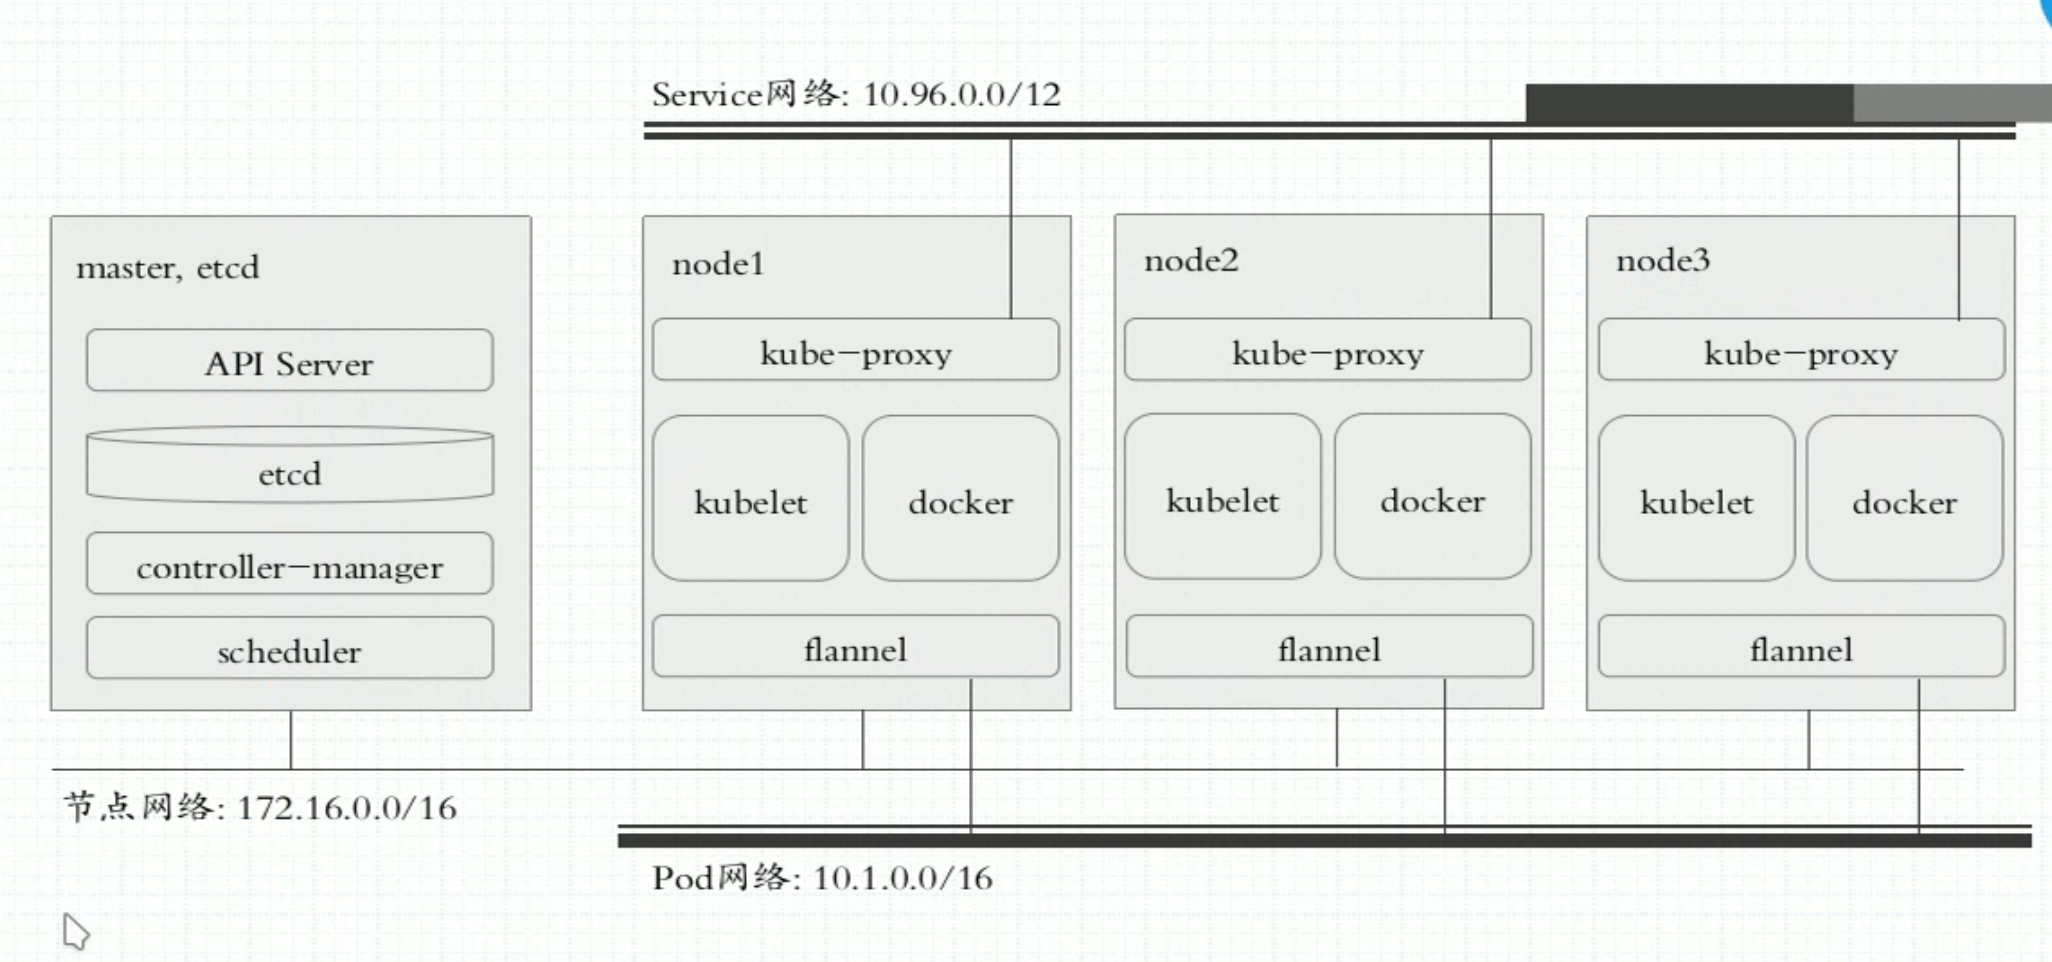 Service网络: 10.96.0.0/12
master, etcd
API Server
etcd
controller-manager
scheduler
node1
kube-proxy
kubelet
docker
flannel
node2
kube-proxy
kubelet
docker
flannel
node3
kube-proxy
kubelet
docker
flannel
节点网络: 172.16.0.0/16
Pod网络: 10.1.0.0/16